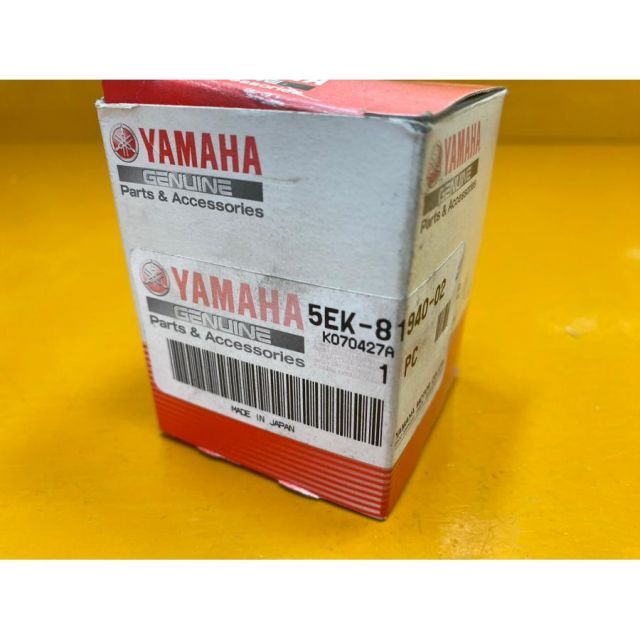 YAMAHA
GENUINE
Parts & Accessories
YAMAHA
GENUINE
Parts & Accessories
YAMAHA
GENUINE
Parts & Accessories
5EK-81940-02
K070427A
1 PC
MADE IN JAPAN